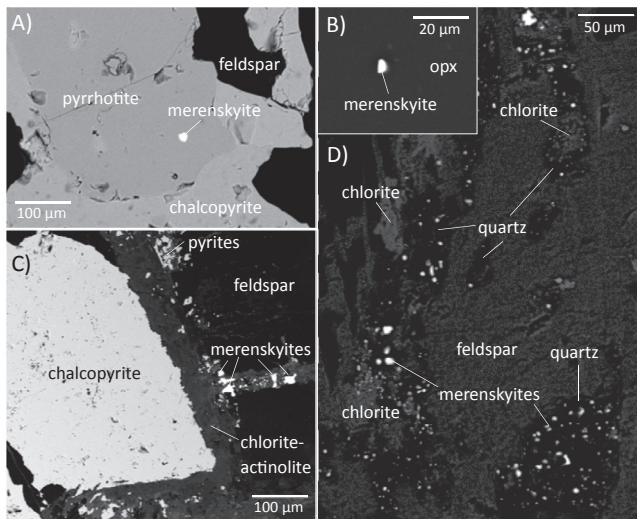 A)
pyrrhotite
feldspar
merenskyite
chalcopyrite
100 µm
B)
20 µm
opx
merenskyite
50 µm
C)
pyrites
feldspar
merenskyites
chalcopyrite
chlorite-
actinolite
100 µm
D)
chlorite
chlorite
quartz
feldspar
quartz
merenskyites
chlorite